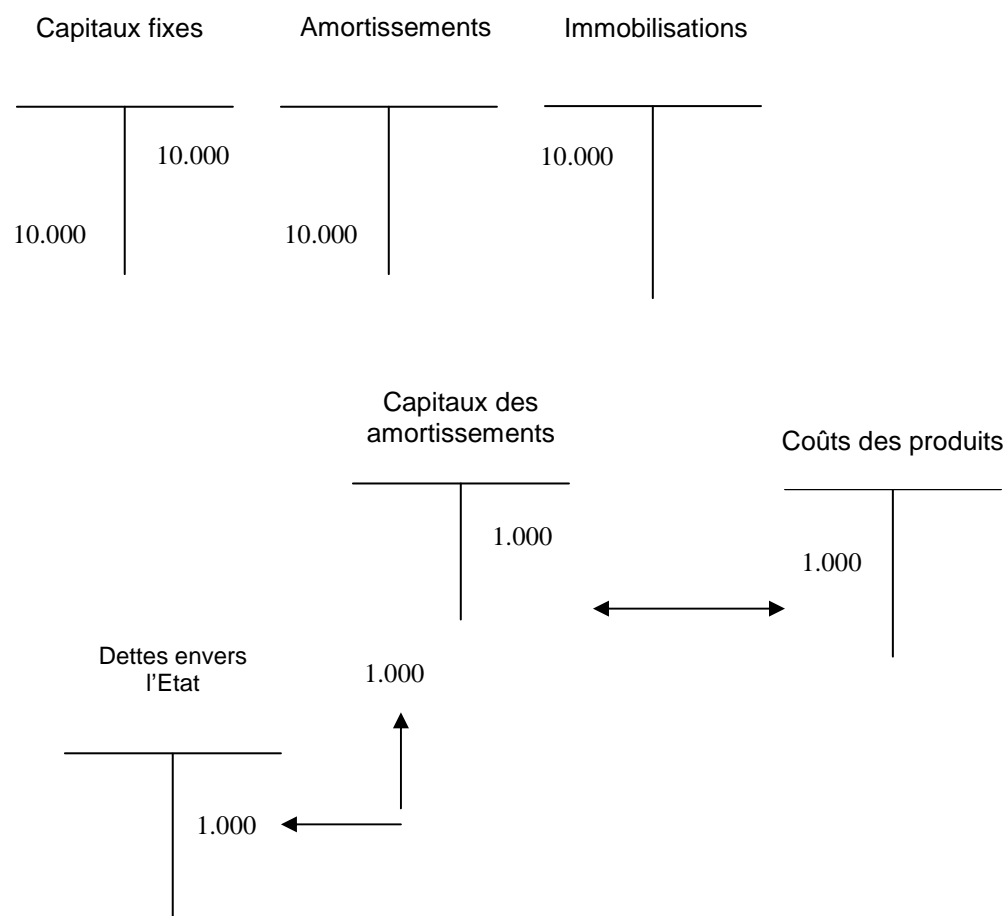 Capitaux fixes
Amortissements
Immobilisations
10.000
10.000
10.000
10.000
Capitaux des
amortissements
Coûts des produits
1.000
1.000
Dettes envers
l'Etat
1.000
1.000